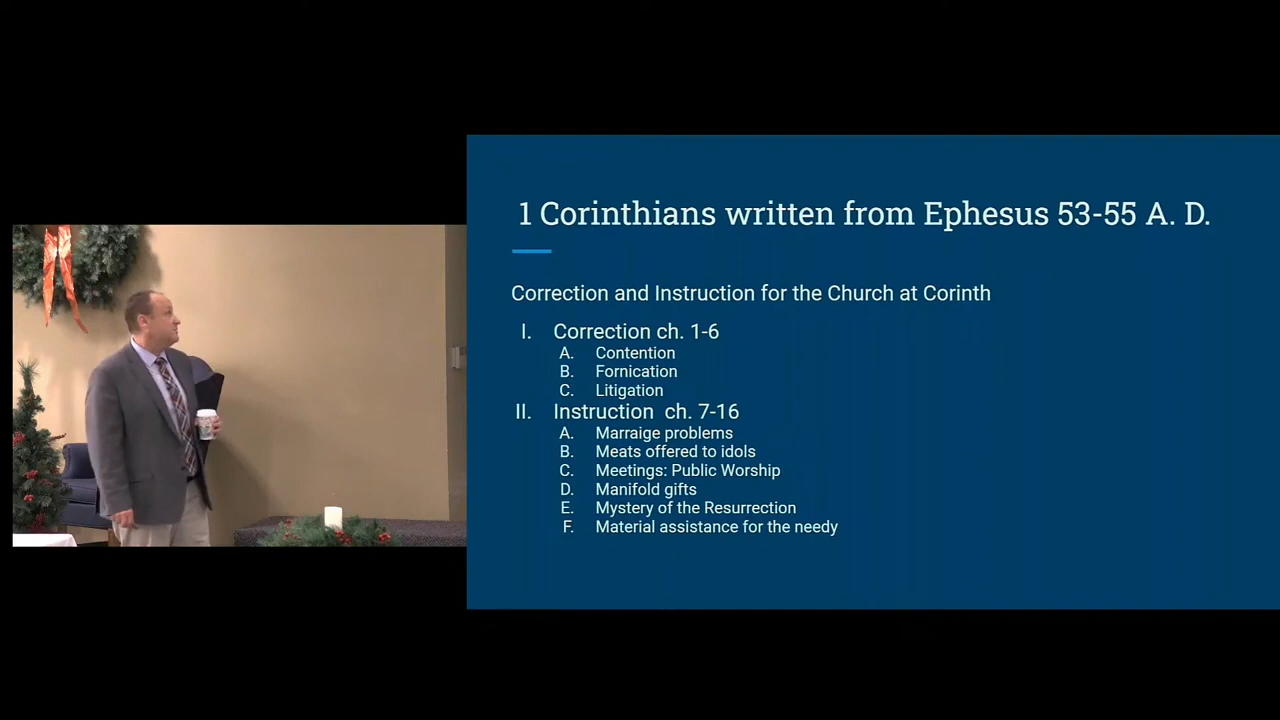 1 Corinthians written from Ephesus 53-55 A. D.
Correction and Instruction for the Church at Corinth
I. Correction ch. 1-6
A. Contention
B. Fornication
C. Litigation
II. Instruction ch. 7-16
A. Marraige problems
B. Meats offered to idols
C. Meetings: Public Worship
D. Manifold gifts
E. Mystery of the Resurrection
F. Material assistance for the needy